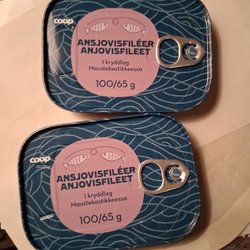 coop
ANSJOVISFILÉER
ANJOVISFILEET
I kryddlag
Maustekastikkeessa
100/65 g
coop
ANSJOVISFILÉER
ANJOVISFILEET
I kryddlag
Maustekastikkeessa
100/65 g